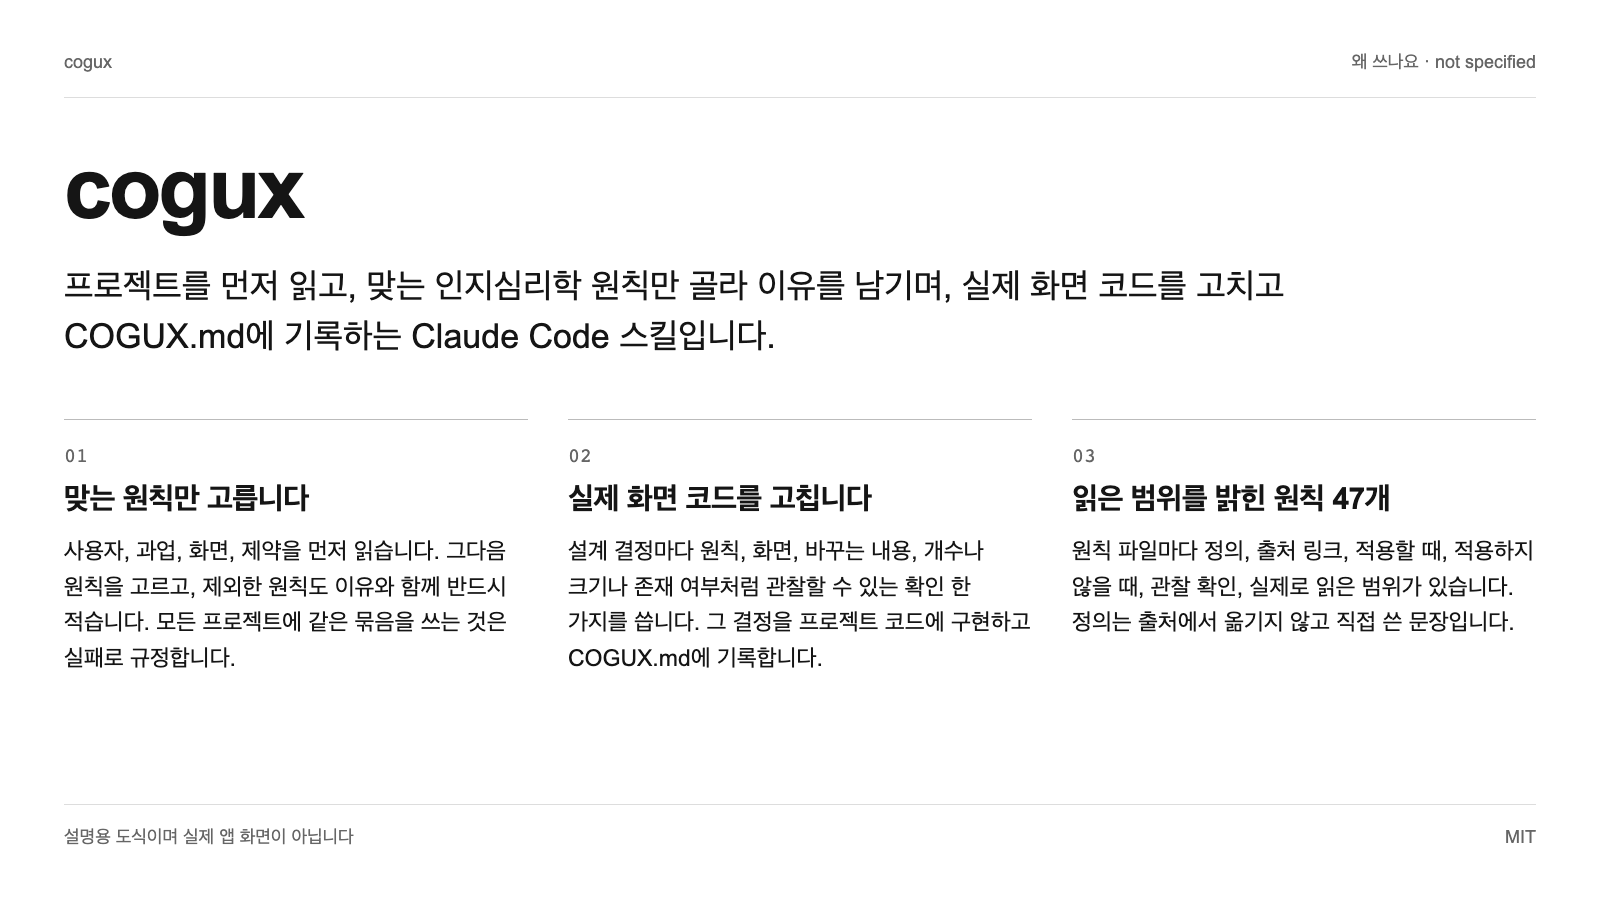 cogux
왜 쓰나요 · not specified
cogux
프로젝트를 먼저 읽고, 맞는 인지심리학 원칙만 골라 이유를 남기며, 실제 화면 코드를 고치고
COGUX.md에 기록하는 Claude Code 스킬입니다.
01
맞는 원칙만 고릅니다
사용자, 과업, 화면, 제약을 먼저 읽습니다. 그다음
원칙을 고르고, 제외한 원칙도 이유와 함께 반드시
적습니다. 모든 프로젝트에 같은 묶음을 쓰는 것은
실패로 규정합니다.
02
실제 화면 코드를 고칩니다
설계 결정마다 원칙, 화면, 바꾸는 내용, 개수나
크기나 존재 여부처럼 관찰할 수 있는 확인 한
가지를 씁니다. 그 결정을 프로젝트 코드에 구현하고
COGUX.md에 기록합니다.
03
읽은 범위를 밝힌 원칙 47개
원칙 파일마다 정의, 출처 링크, 적용할 때, 적용하지
않을 때, 관찰 확인, 실제로 읽은 범위가 있습니다.
정의는 출처에서 옮기지 않고 직접 쓴 문장입니다.
설명용 도식이며 실제 앱 화면이 아닙니다
MIT